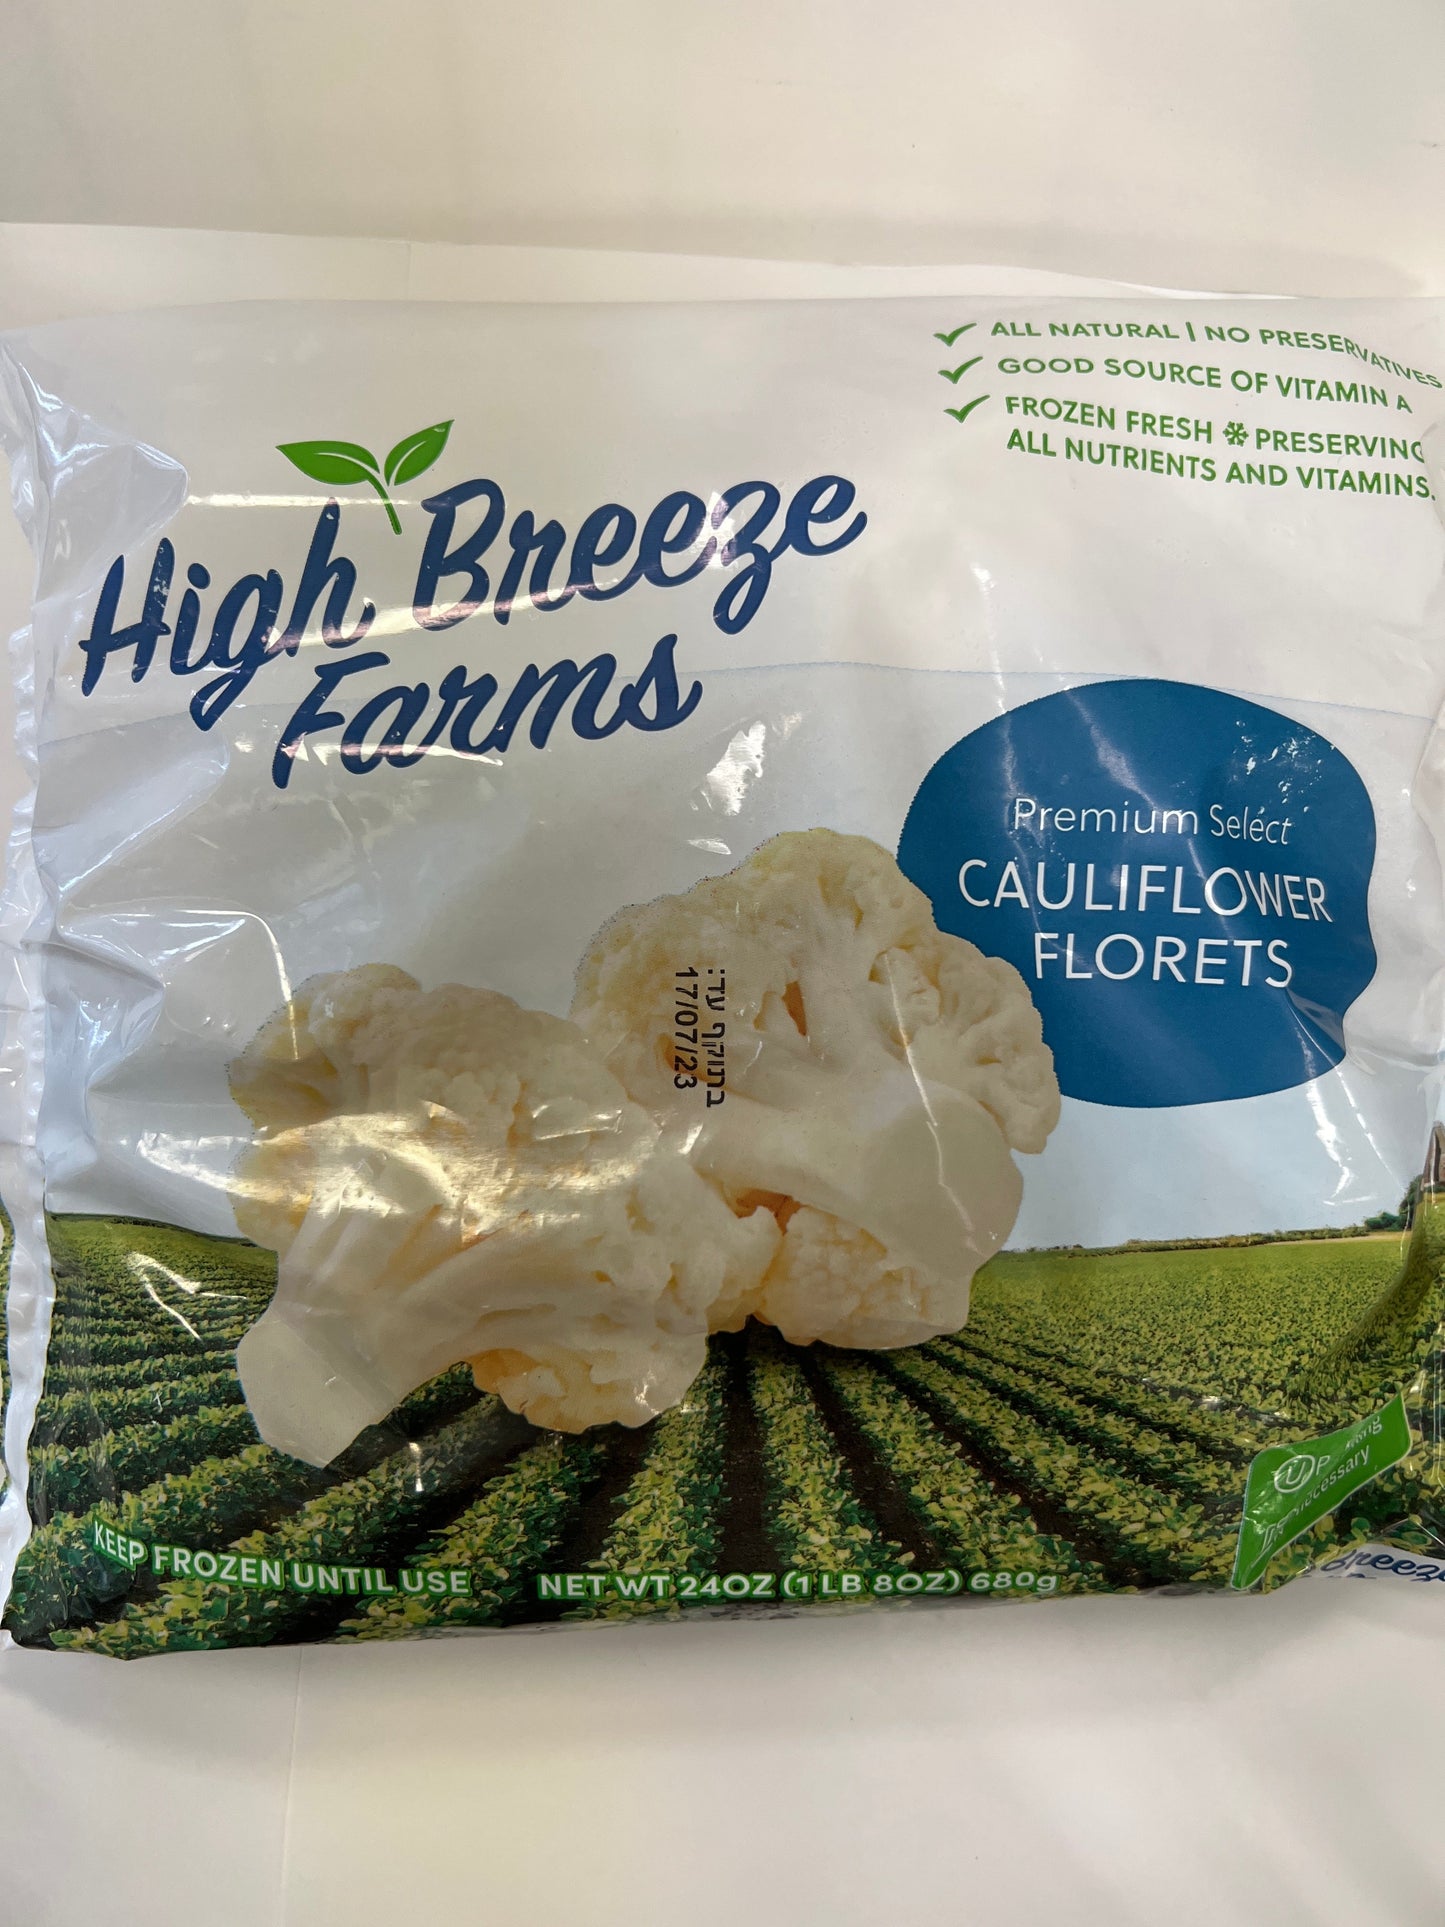 ALL NATURAL | NO PRESERVATIVES
GOOD SOURCE OF VITAMIN A
FROZEN FRESH PRESERVING
ALL NUTRIENTS AND VITAMINS.
High Breeze
Farms
Premium Select
CAULIFLOWER
FLORETS
בתוקף עד:
17/07/23
U P
KEEP FROZEN UNTIL USE
NET WT 24OZ (1 LB 8OZ) 680g
Breeze